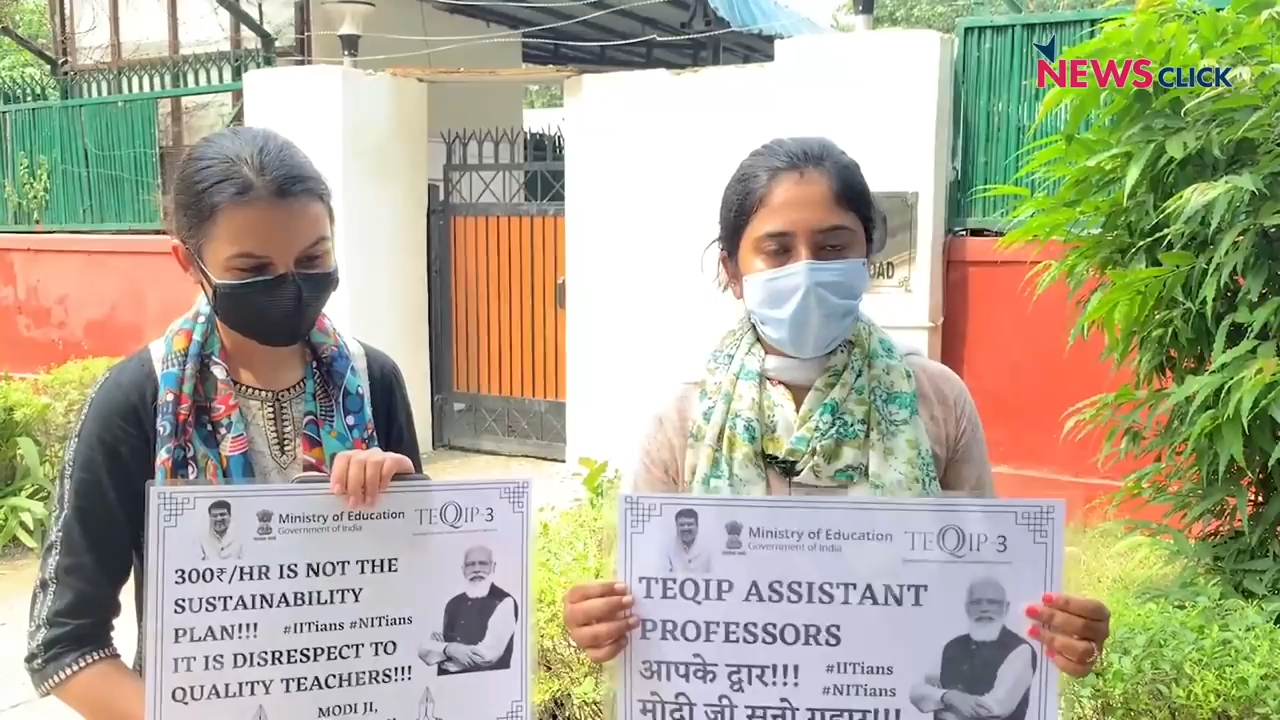 NEWSCLICK
OAD
Ministry of Education
Government of India
TEQIP-3
300₹/HR IS NOT THE
SUSTAINABILITY
PLAN!!! #IITians #NITians
IT IS DISRESPECT TO
QUALITY TEACHERS!!!
MODI JI,
Ministry of Education
Government of India
TEQIP-3
TEQIP ASSISTANT
PROFESSORS
आपके द्वार!!! #IITians
#NITians
मोदी जी सुनो गुहार!!!